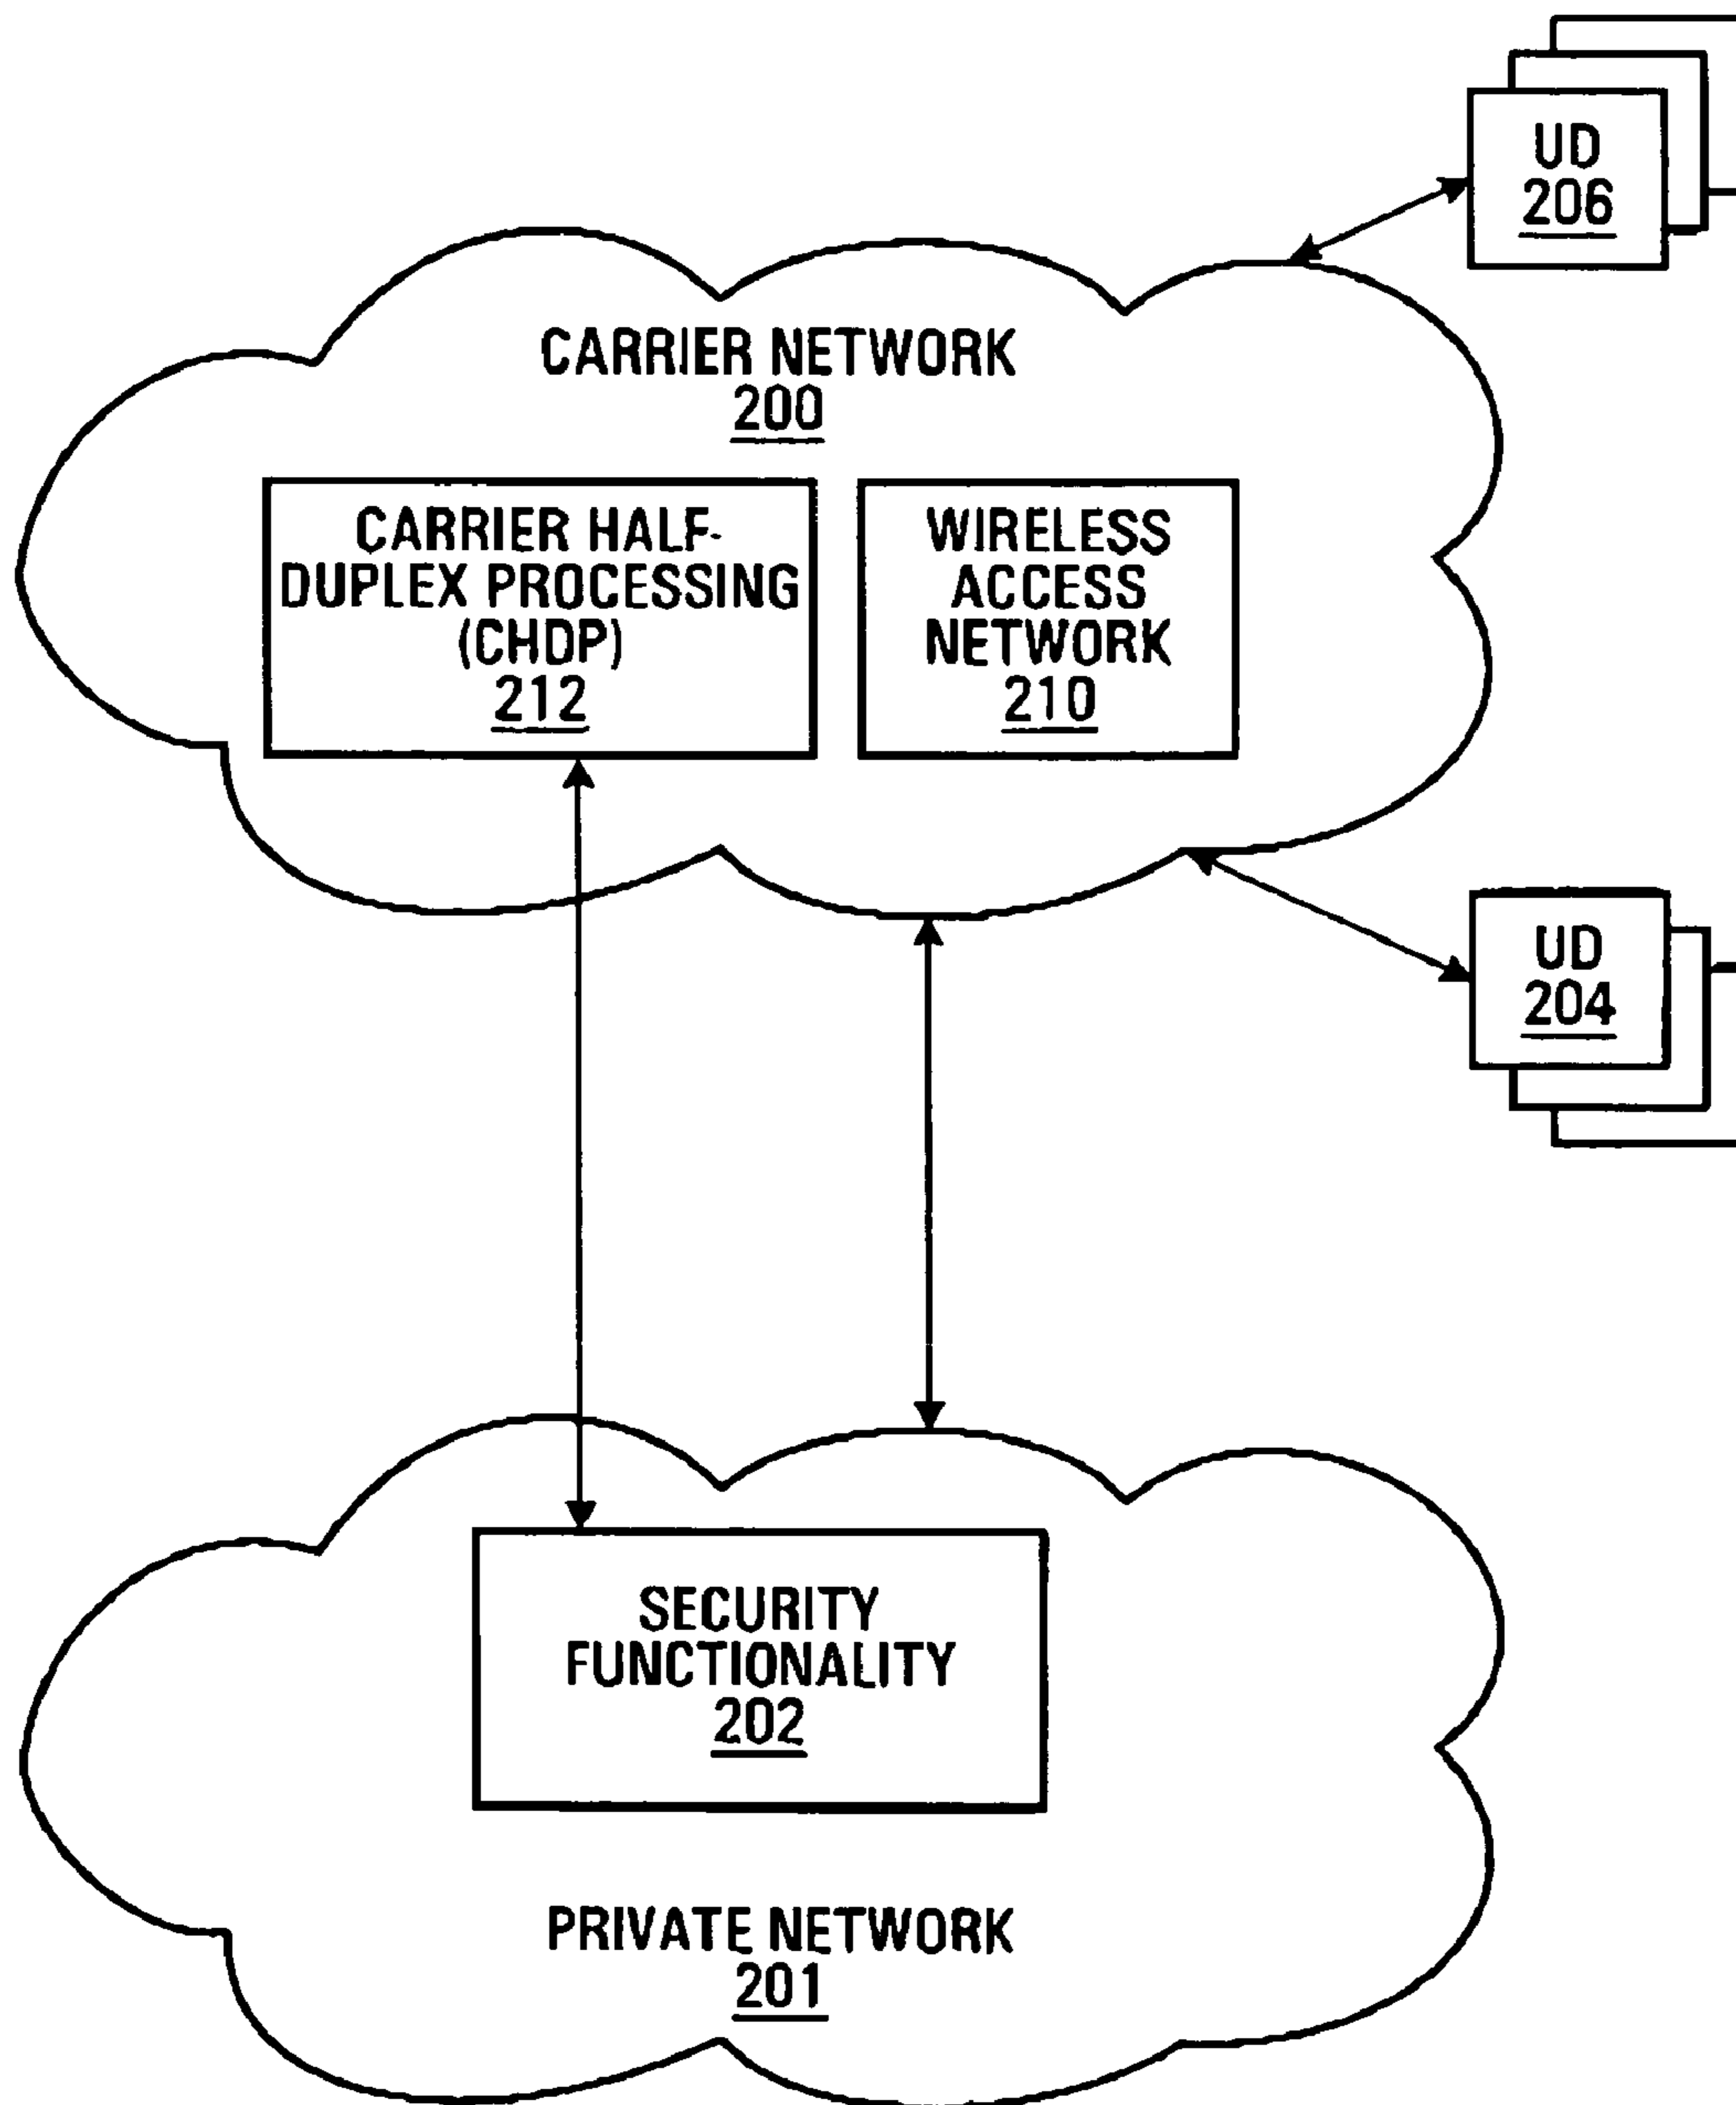 UD
206
CARRIER NETWORK
200
CARRIER HALF-
DUPLEX PROCESSING
(CHDP)
212
WIRELESS
ACCESS
NETWORK
210
UD
204
SECURITY
FUNCTIONALITY
202
PRIVATE NETWORK
201